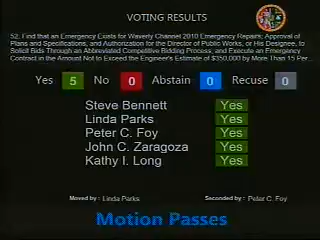 VOTING RESULTS
52. Find that an Emergency Exists for Waverly Channel 2010 Emergency Repairs; Approval of
Plans and Specifications, and Authorization for the Director of Public Works, or His Designee, to
Solicit Bids Through an Abbreviated Competitive Bidding Process, and Execute an Emergency
Contract in the Amount Not to Exceed the Engineer's Estimate of $350,000 by More Than 15 Per...
Yes 5 No 0 Abstain 0 Recuse 0
Steve Bennett Yes
Linda Parks Yes
Peter C. Foy Yes
John C. Zaragoza Yes
Kathy I. Long Yes
Moved by : Linda Parks Seconded by : Peter C. Foy
Motion Passes